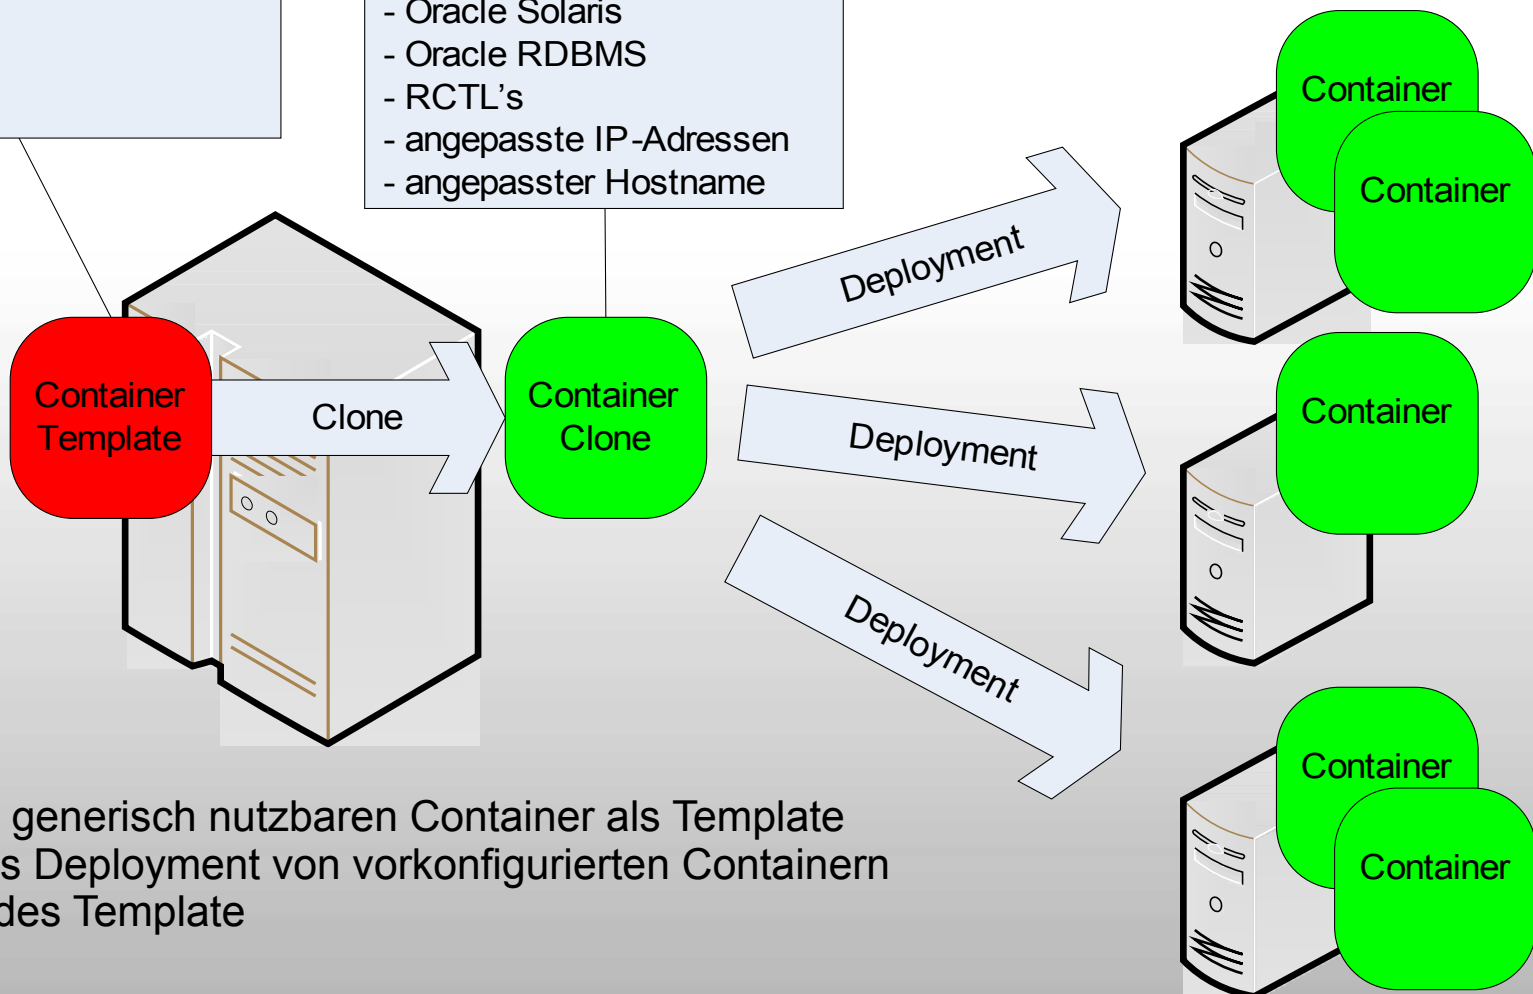 - Oracle Solaris
- Oracle RDBMS
- RCTL's
- angepasste IP-Adressen
- angepasster Hostname
Container
Template
Clone
Container
Clone
Deployment
Deployment
Deployment
Container
Container
Container
Container
Container
generisch nutzbaren Container als Template
s Deployment von vorkonfigurierten Containern
des Template